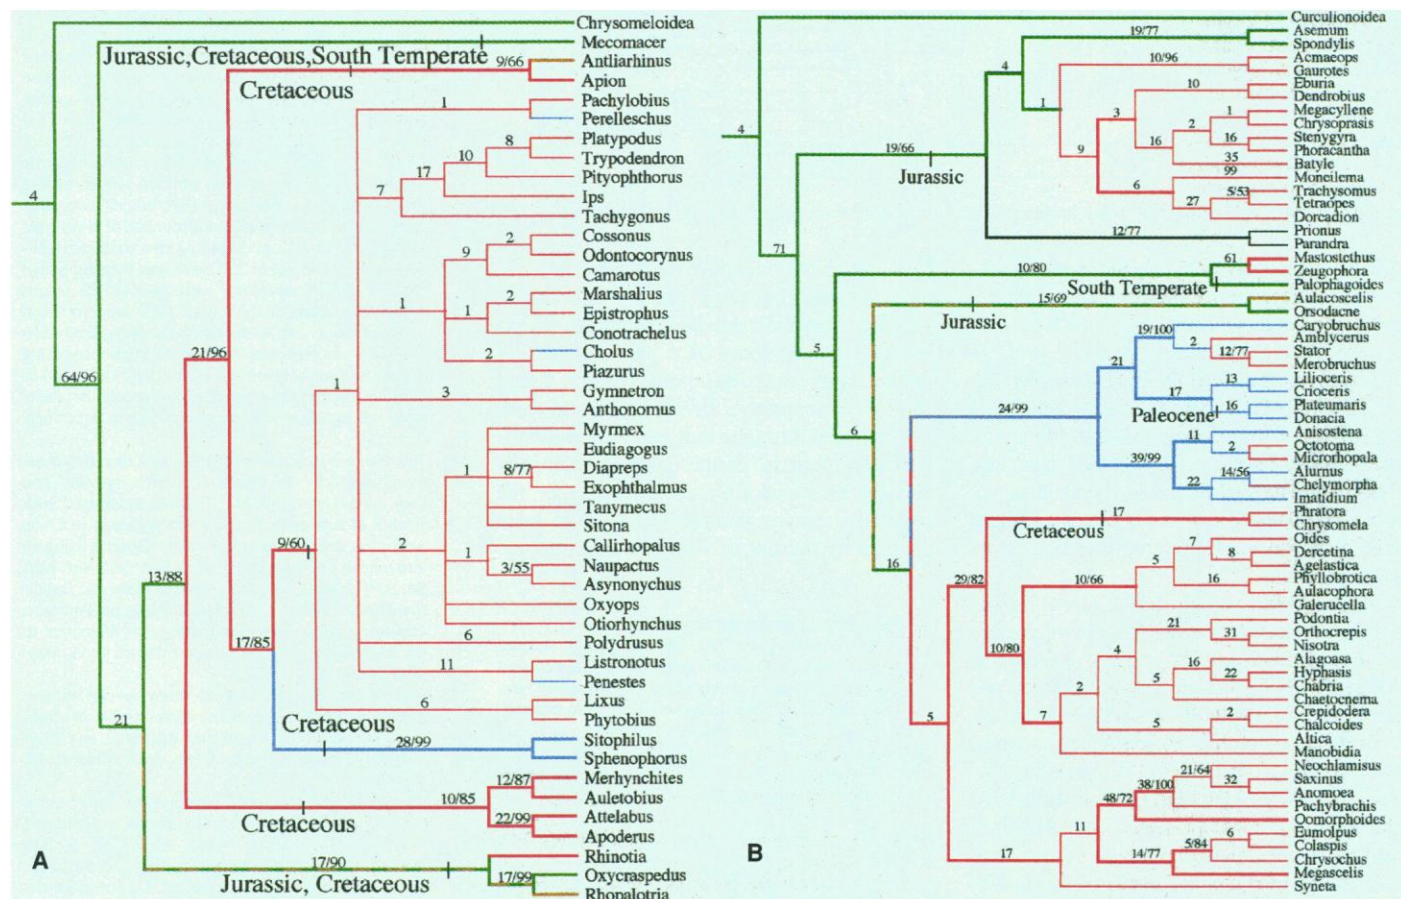 Chrysomeloidea
Mecomacer
Jurassic,Cretaceous,South Temperate
9/66
Antliarhinus
Cretaceous
Apion
1
Pachylobius
Perelleschus
8
Platypodus
10
Trypodendron
17
Pityophthorus
7
Ips
4
Tachygonus
2
Cossonus
9
Odontocorynus
Camarotus
2
Marshalius
1
1
Epistrophus
Conotrachelus
21/96
2
Cholus
Piazurus
64/96
1
3
Gymnetron
Anthonomus
Myrmex
Eudiagogus
1
8/77
Diapreps
Exophthalmus
Tanymecus
Sitona
9/60
2
1
Callirhopalus
Naupactus
13/88
3/55
Asynonychus
Oxyops
Otiorhynchus
17/85
6
Polydrusus
11
Listronotus
Penestes
6
Lixus
21
Cretaceous
Phytobius
28/99
Sitophilus
Sphenophorus
12/87
Merhynchites
10/85
Auletobius
Cretaceous
22/99
Attelabus
Apoderus
A
17/90
Rhinotia
Jurassic, Cretaceous
17/99
Oxycraspedus
Rhopalotria
Curculionoidea
19/77
Asemum
Spondylis
4
10/96
Acmaeops
Gaurotes
10
Eburia
Dendrobius
1
3
1
Megacyllene
2
Chrysoprasis
4
16
16
Stenygyra
19/66
9
Phoracantha
35
Batyle
Jurassic
99
Moneilema
6
5/53
Trachysomus
27
Tetraopes
Dorcadion
12/77
Prionus
Parandra
71
61
Mastostethus
10/80
Zeugophora
South Temperate
Palophagoides
15/69
Aulacoscelis
Jurassic
Orsodacne
19/100
Caryobruchus
5
2
Amblycerus
21
12/77
Stator
Merobruchus
17
13
Lilioceris
Crioceris
24/99
Paleocene
16
Plateumaris
Donacia
6
11
Anisostena
2
Octotoma
39/99
Microrhopala
14/56
Alurnus
22
Chelymorpha
Imatidium
17
Phratora
Cretaceous
Chrysomela
7
Oides
16
5
8
Dercetina
29/82
10/66
Agelastica
16
Phyllobrotica
Aulacophora
Galerucella
21
Podontia
31
Orthocrepis
10/80
4
Nisotra
16
Alagoasa
22
Hyphasis
2
5
Chabria
Chaetocnema
5
7
5
2
Crepidodera
Chalcoides
Altica
Manobidia
21/64
Neochlamisus
38/100
32
Saxinus
48/72
Anomoea
Pachybrachis
Oomorphoides
11
6
Eumolpus
5/84
Colaspis
B
17
14/77
Chrysochus
Megascelis
Syneta